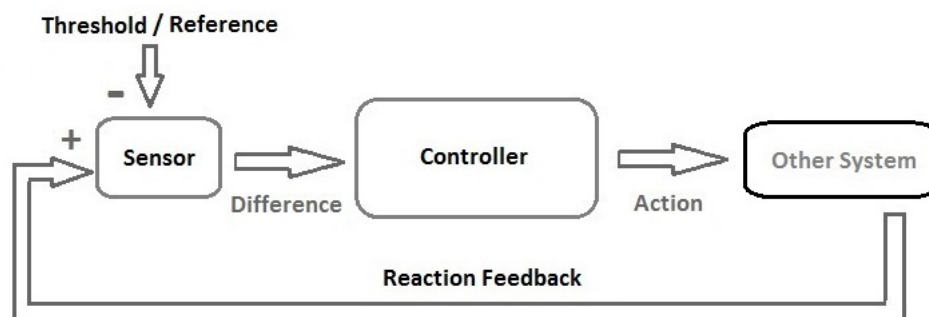 Threshold / Reference
-
+
Sensor
Difference
Controller
Action
Other System
Reaction Feedback